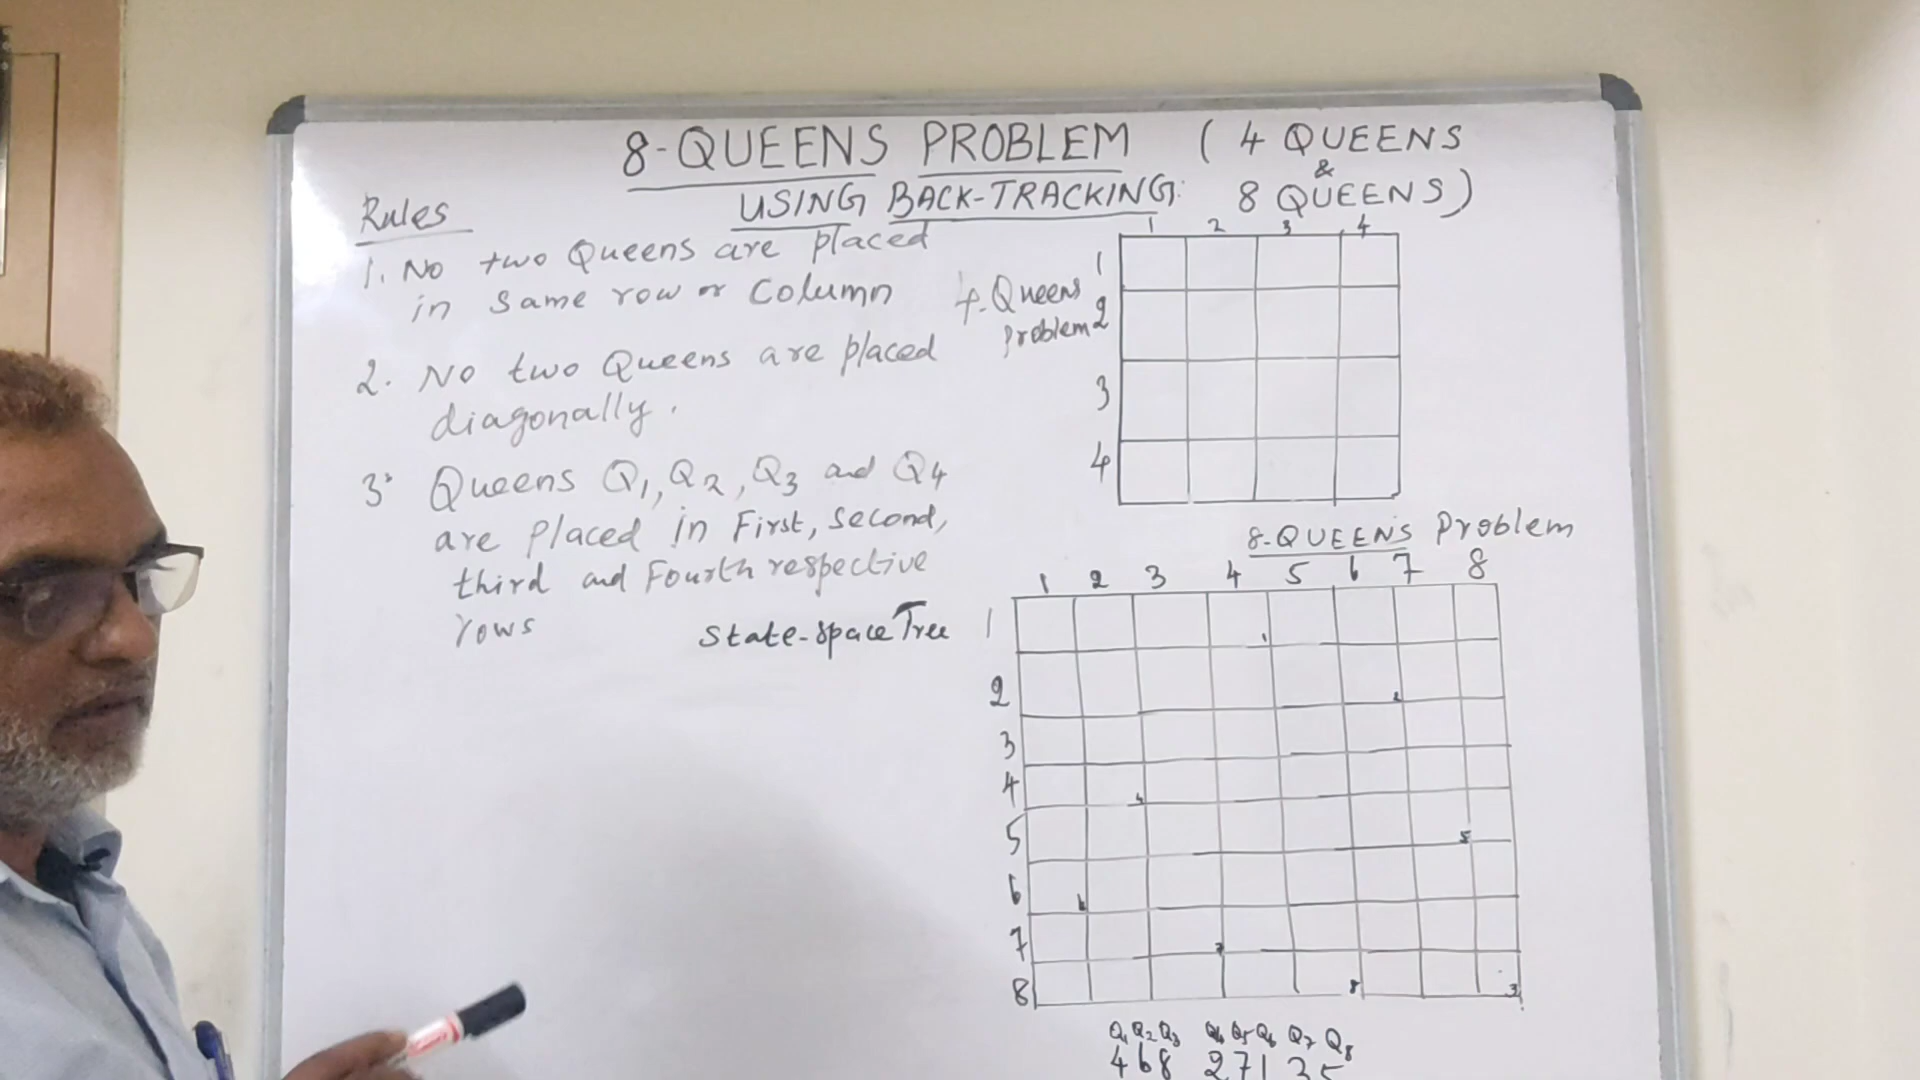 8-QUEENS PROBLEM ( 4 QUEENS
&
USING BACK-TRACKING: 8 QUEENS)
Rules
1. No two Queens are placed
in same row or Column
2. No two Queens are placed
diagonally.
3. Queens Q1, Q2, Q3 and Q4
are placed in First, Second,
third and Fourth respective
rows
State-space Tree
4-Queens
Problem
1 2 3 4
1
2
3
4
8-QUEENS Problem
1 2 3 4 5 6 7 8
1
2
3
4
5
6
7
8
Q1 Q2 Q3 Q4 Q5 Q6 Q7 Q8
4 6 8 2 7 1 3 5